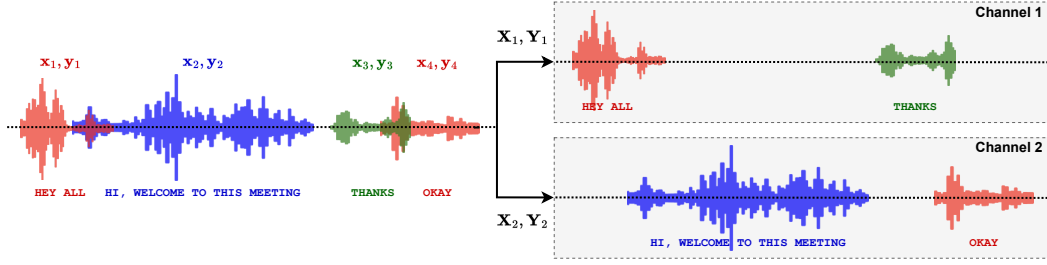 x1, y1 x2, y2 x3, y3 x4, y4
HEY ALL HI, WELCOME TO THIS MEETING THANKS OKAY
X1, Y1
Channel 1
HEY ALL THANKS
X2, Y2
Channel 2
HI, WELCOME TO THIS MEETING OKAY